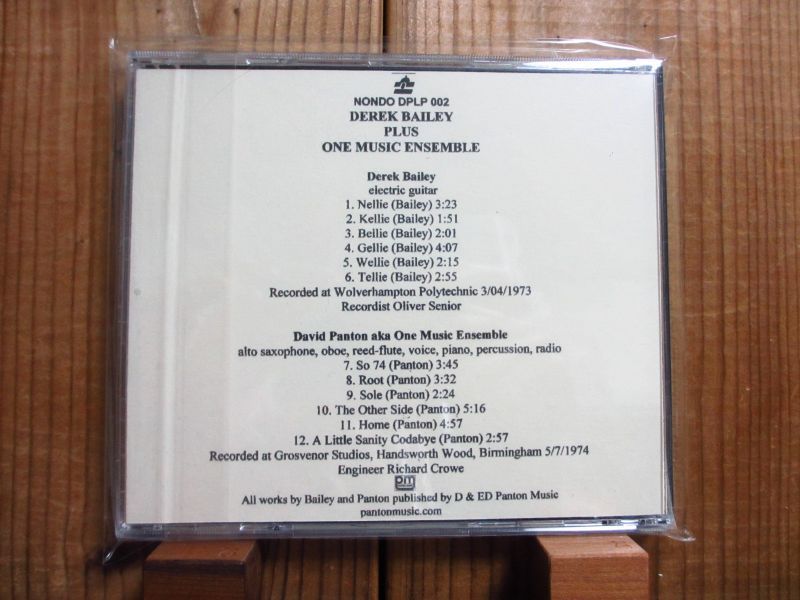 NONDO DPLP 002
DEREK BAILEY
PLUS
ONE MUSIC ENSEMBLE
Derek Bailey
electric guitar
1. Nellie (Bailey) 3:23
2. Kellie (Bailey) 1:51
3. Bellie (Bailey) 2:01
4. Gellie (Bailey) 4:07
5. Wellie (Bailey) 2:15
6. Tellie (Bailey) 2:55
Recorded at Wolverhampton Polytechnic 3/04/1973
Recordist Oliver Senior
David Panton aka One Music Ensemble
alto saxophone, oboe, reed-flute, voice, piano, percussion, radio
7. So 74 (Panton) 3:45
8. Root (Panton) 3:32
9. Sole (Panton) 2:24
10. The Other Side (Panton) 5:16
11. Home (Panton) 4:57
12. A Little Sanity Codabye (Panton) 2:57
Recorded at Grosvenor Studios, Handsworth Wood, Birmingham 5/7/1974
Engineer Richard Crowe
All works by Bailey and Panton published by D & ED Panton Music
pantonmusic.com